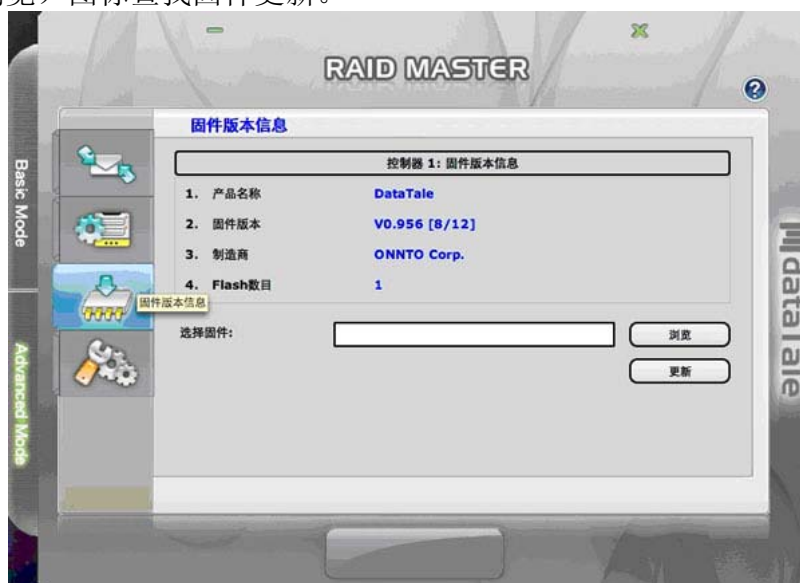 览，图标查找固件更新。
RAID MASTER
?
固件版本信息
控制器 1: 固件版本信息
1. 产品名称 DataTale
2. 固件版本 V0.956 [8/12]
3. 制造商 ONNTO Corp.
4. Flash数目 1
固件版本信息
选择固件: 浏览
更新
Basic Mode
Advanced Mode
dataTale